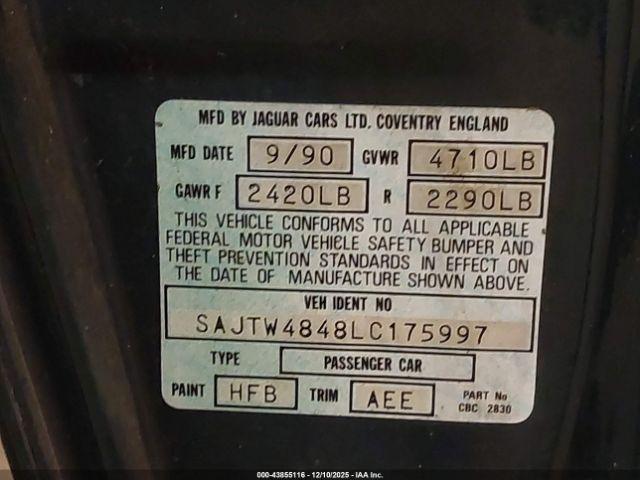 MFD BY JAGUAR CARS LTD. COVENTRY ENGLAND
MFD DATE 9/90 GVWR 4710LB
GAWR F 2420LB R 2290LB
THIS VEHICLE CONFORMS TO ALL APPLICABLE
FEDERAL MOTOR VEHICLE SAFETY BUMPER AND
THEFT PREVENTION STANDARDS IN EFFECT ON
THE DATE OF MANUFACTURE SHOWN ABOVE.
VEH IDENT NO
SAJTW4848LC175997
TYPE PASSENGER CAR
PAINT HFB TRIM AEE PART No
CBC 2830
000-43855116 - 12/10/2025 - IAA Inc.